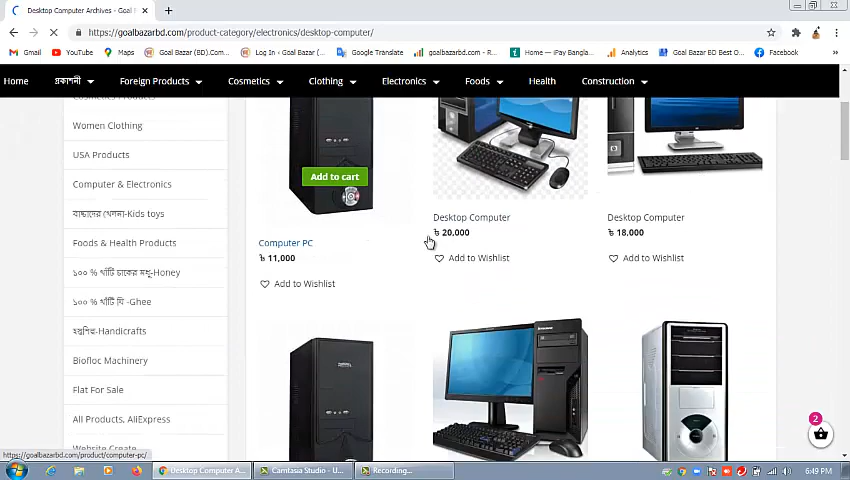 Desktop Computer Archives - Goal B
https://goalbazarbd.com/product-category/electronics/desktop-computer/
Gmail YouTube Maps Goal Bazar (BD).Com... Log In ‹ Goal Bazar ( Google Translate goalbazarbd.com - R... Home — iPay Bangla... Analytics Goal Bazar BD Best O... Facebook
Home প্রকাশনী Foreign Products Cosmetics Clothing Electronics Foods Health Construction
Cosmetics Products
Women Clothing
USA Products
Computer & Electronics
বাচ্চাদের খেলনা-Kids toys
Foods & Health Products
১০০ % খাঁটি চাকের মধু-Honey
১০০ % খাঁটি ঘি -Ghee
হস্তশিল্প-Handicrafts
Biofloc Machinery
Flat For Sale
All Products, AliExpress
Website Create
Add to cart
Computer PC
৳ 11,000
Add to Wishlist
Desktop Computer
৳ 20,000
Add to Wishlist
Desktop Computer
৳ 18,000
Add to Wishlist
2
https://goalbazarbd.com/product/computer-pc/
Desktop Computer A... Camtasia Studio - U... Recording... 6:49 PM